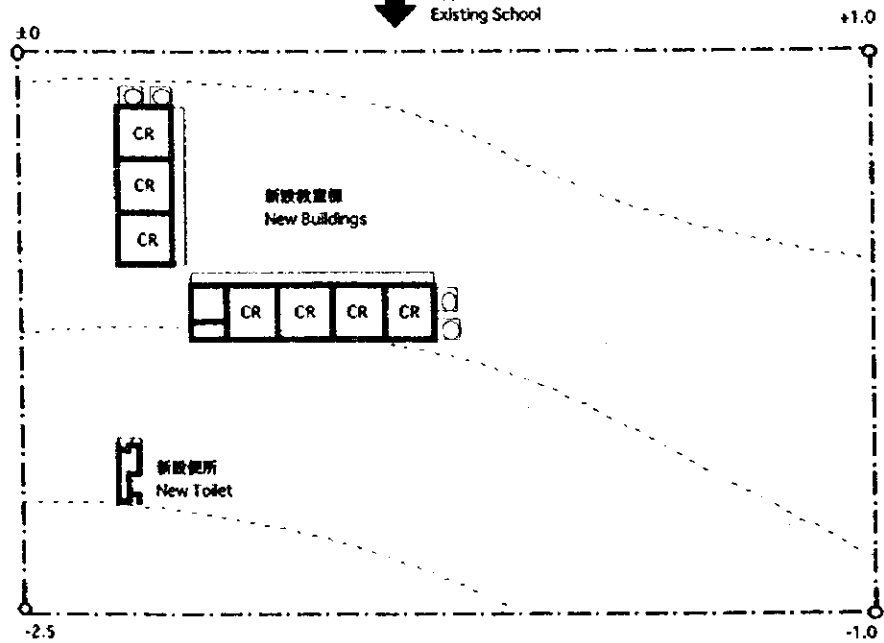 Existing School
±0
+1.0
CR
CR
CR
新設教室棟
New Buildings
CR
CR
CR
CR
新設便所
New Toilet
-2.5
-1.0